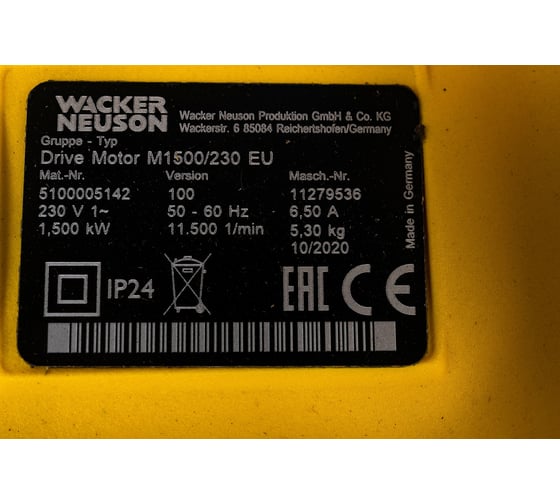 WACKER
NEUSON
Wacker Neuson Produktion GmbH & Co. KG
Wackerstr. 6 85084 Reichertshofen/Germany
Gruppe - Typ
Drive Motor M1500/230 EU
Mat.-Nr. Version Masch.-Nr.
5100005142 100 11279536
230 V 1~ 50 - 60 Hz 6,50 A
1,500 kW 11.500 1/min 5,30 kg
10/2020
Made in Germany
IP24 EAC CE